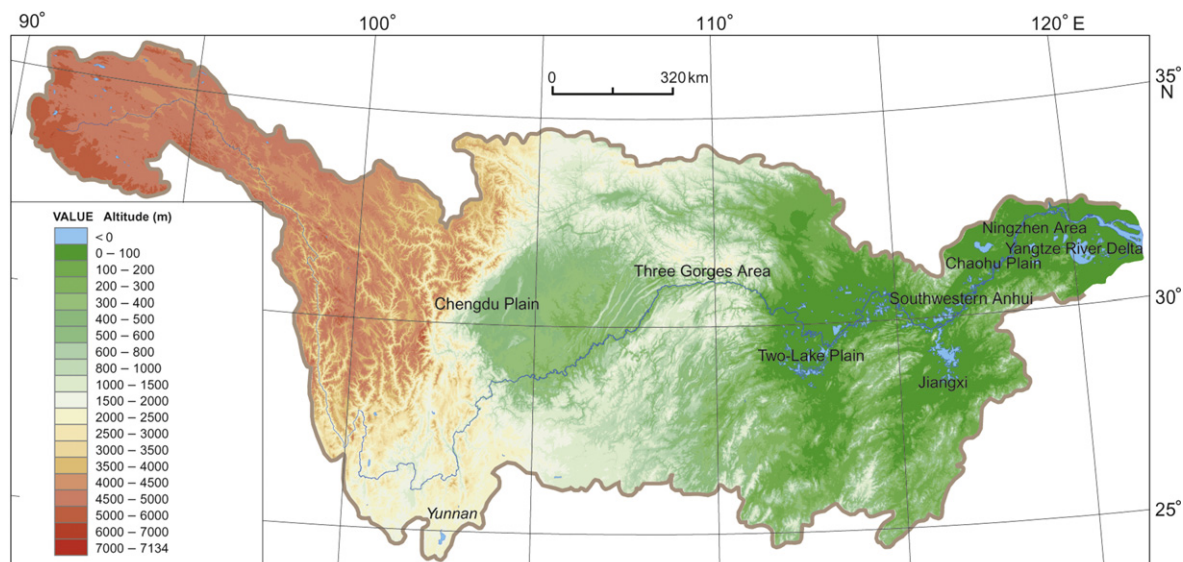 90°
100°
110°
120° E
35°
N
0
320 km
Ningzhen Area
Yangtze River Delta
Chaohu Plain
Three Gorges Area
Chengdu Plain
Southwestern Anhui
30°
Two-Lake Plain
Jiangxi
25°
Yunnan
VALUE Altitude (m)
< 0
0 – 100
100 – 200
200 – 300
300 – 400
400 – 500
500 – 600
600 – 800
800 – 1000
1000 – 1500
1500 – 2000
2000 – 2500
2500 – 3000
3000 – 3500
3500 – 4000
4000 – 4500
4500 – 5000
5000 – 6000
6000 – 7000
7000 – 7134